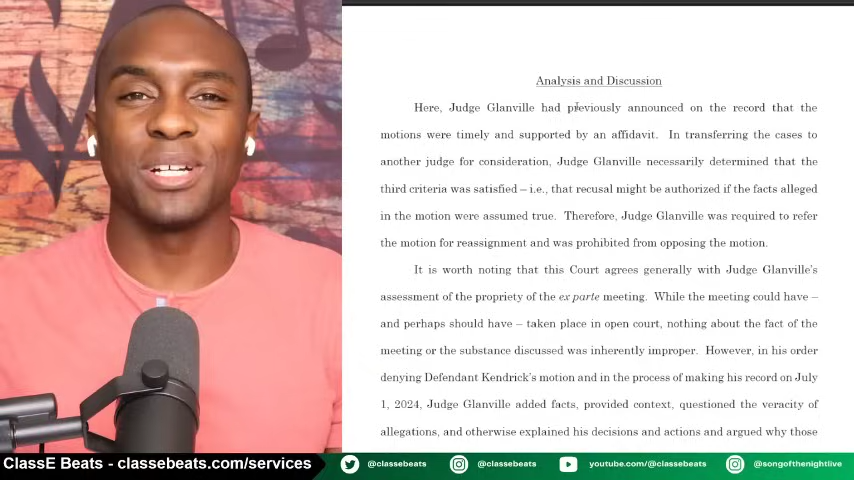 Analysis and Discussion
Here, Judge Glanville had previously announced on the record that the
motions were timely and supported by an affidavit. In transferring the cases to
another judge for consideration, Judge Glanville necessarily determined that the
third criteria was satisfied – i.e., that recusal might be authorized if the facts alleged
in the motion were assumed true. Therefore, Judge Glanville was required to refer
the motion for reassignment and was prohibited from opposing the motion.
It is worth noting that this Court agrees generally with Judge Glanville's
assessment of the propriety of the ex parte meeting. While the meeting could have –
and perhaps should have – taken place in open court, nothing about the fact of the
meeting or the substance discussed was inherently improper. However, in his order
denying Defendant Kendrick's motion and in the process of making his record on July
1, 2024, Judge Glanville added facts, provided context, questioned the veracity of
allegations, and otherwise explained his decisions and actions and argued why those
ClassE Beats - classebeats.com/services
@classebeats
@classebeats
youtube.com/@classebeats
@songofthenightlive